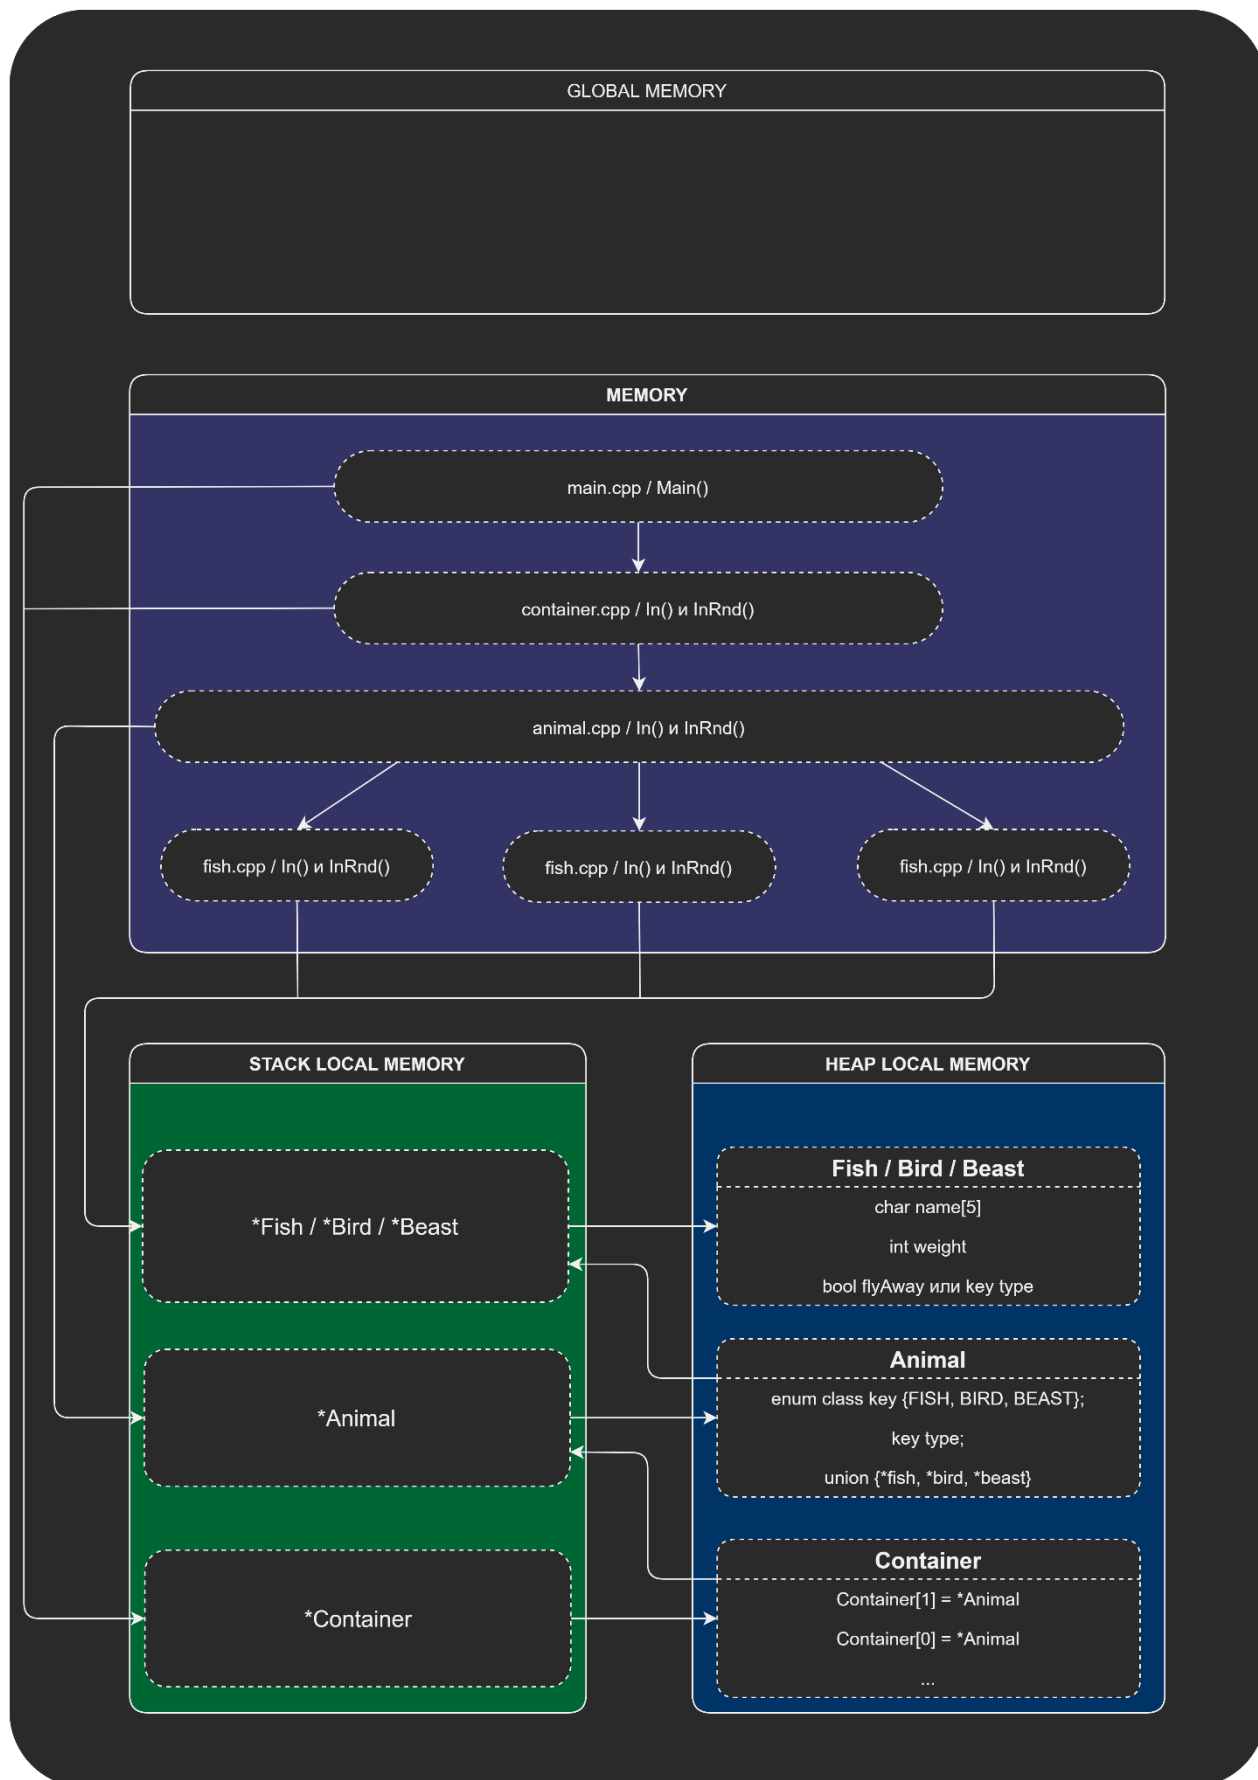 GLOBAL MEMORY
MEMORY
main.cpp / Main()
container.cpp / In() и InRnd()
animal.cpp / In() и InRnd()
fish.cpp / In() и InRnd()
fish.cpp / In() и InRnd()
fish.cpp / In() и InRnd()
STACK LOCAL MEMORY
*Fish / *Bird / *Beast
*Animal
*Container
HEAP LOCAL MEMORY
Fish / Bird / Beast
char name[5]
int weight
bool flyAway или key type
Animal
enum class key {FISH, BIRD, BEAST};
key type;
union {*fish, *bird, *beast}
Container
Container[1] = *Animal
Container[0] = *Animal
...